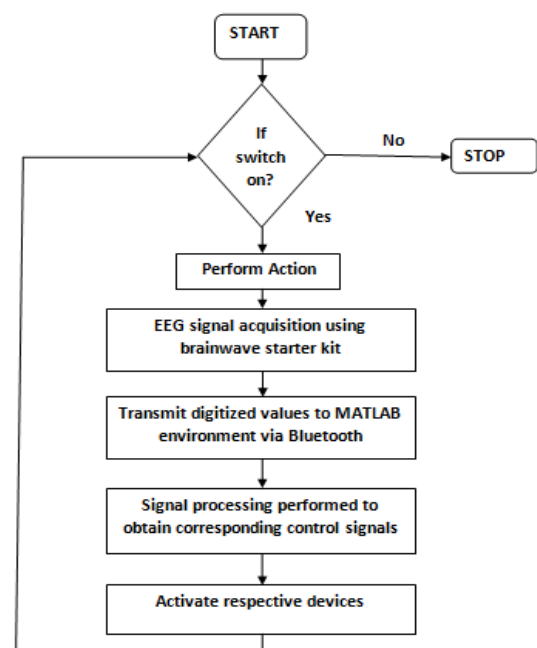 START
If
switch
on?
No
STOP
Yes
Perform Action
EEG signal acquisition using
brainwave starter kit
Transmit digitized values to MATLAB
environment via Bluetooth
Signal processing performed to
obtain corresponding control signals
Activate respective devices